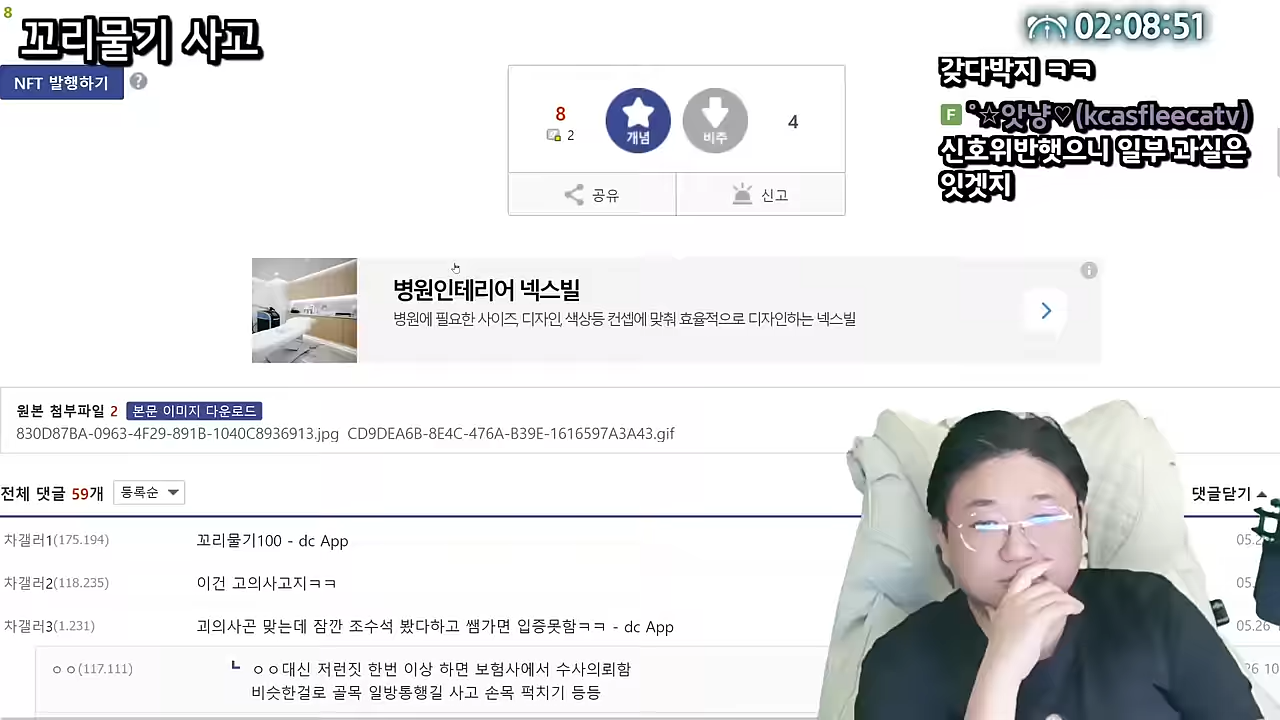 8
꼬리물기 사고
NFT 발행하기 ?
02:08:51
갖다박지 ㅋㅋ
F ˚☆앗냥♡(kcasfleecatv)
신호위반햇으니 일부 과실은
잇겟지
8
2
개념
비추
4
공유
신고
병원인테리어 넥스빌
병원에 필요한 사이즈, 디자인, 색상등 컨셉에 맞춰 효율적으로 디자인하는 넥스빌
원본 첨부파일 2 본문 이미지 다운로드
830D87BA-0963-4F29-891B-1040C8936913.jpg CD9DEA6B-8E4C-476A-B39E-1616597A3A43.gif
전체 댓글 59개 등록순
댓글닫기
차갤러1(175.194) 꼬리물기100 - dc App
차갤러2(118.235) 이건 고의사고지ㅋㅋ 05.
차갤러3(1.231) 괴의사곤 맞는데 잠깐 조수석 봤다하고 쌤가면 입증못함ㅋㅋ - dc App 05.26
ㅇㅇ(117.111) ㅇㅇ대신 저런짓 한번 이상 하면 보험사에서 수사의뢰함 26 10
비슷한걸로 골목 일방통행길 사고 손목 퍽치기 등등